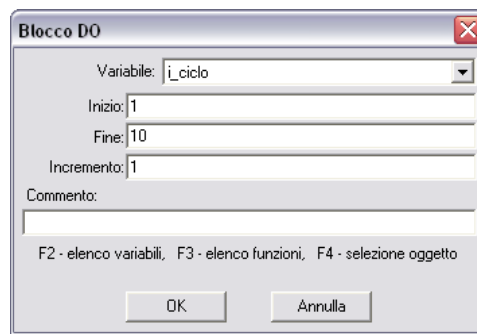 Blocco DO
Variabile: i_ciclo
Inizio: 1
Fine: 10
Incremento: 1
Commento:
F2 - elenco variabili, F3 - elenco funzioni, F4 - selezione oggetto
OK Annulla